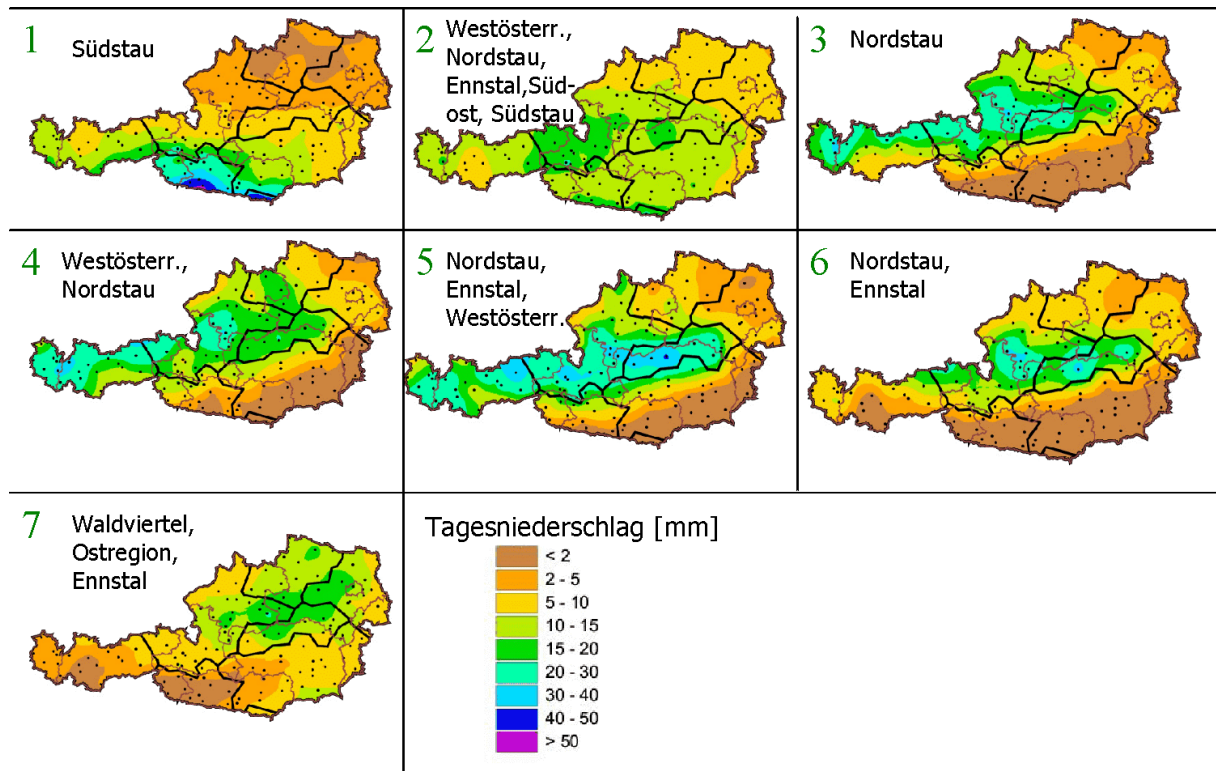 1
Südstau
2
Westösterr.,
Nordstau,
Ennstal,Süd-
ost, Südstau
3
Nordstau
4
Westösterr.,
Nordstau
5
Nordstau,
Ennstal,
Westösterr.
6
Nordstau,
Ennstal
7
Waldviertel,
Ostregion,
Ennstal
Tagesniederschlag [mm]
< 2
2 - 5
5 - 10
10 - 15
15 - 20
20 - 30
30 - 40
40 - 50
> 50